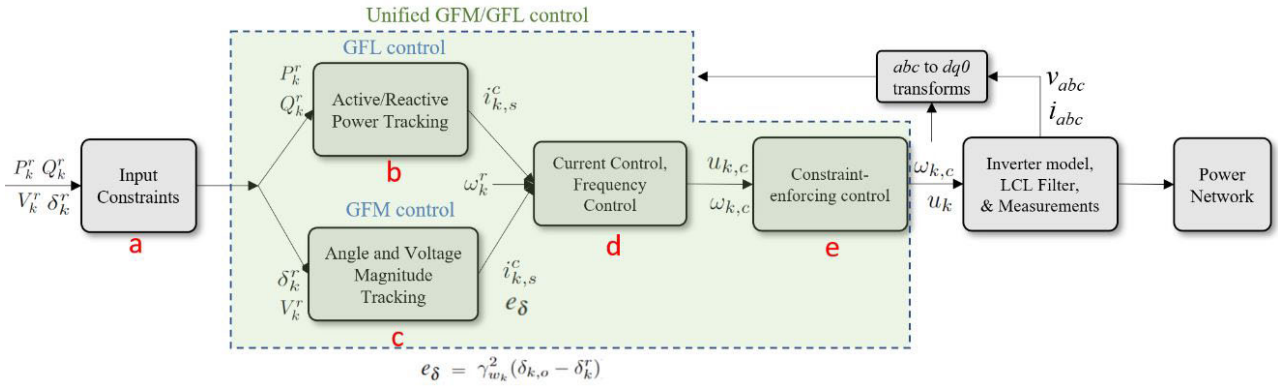 Unified GFM/GFL control
GFL control
P_k^r
Q_k^r
Active/Reactive
Power Tracking
i_{k,s}^c
b
abc to dq0
transforms
v_{abc}
i_{abc}
P_k^r Q_k^r
V_k^r δ_k^r
Input
Constraints
a
ω_k^r
Current Control,
Frequency
Control
d
u_{k,c}
ω_{k,c}
Constraint-
enforcing control
e
ω_{k,c}
u_k
Inverter model,
LCL Filter,
& Measurements
Power
Network
GFM control
δ_k^r
V_k^r
Angle and Voltage
Magnitude
Tracking
i_{k,s}^c
e_δ
c
e_δ = γ_{w_k}^2(δ_{k,o} − δ_k^r)